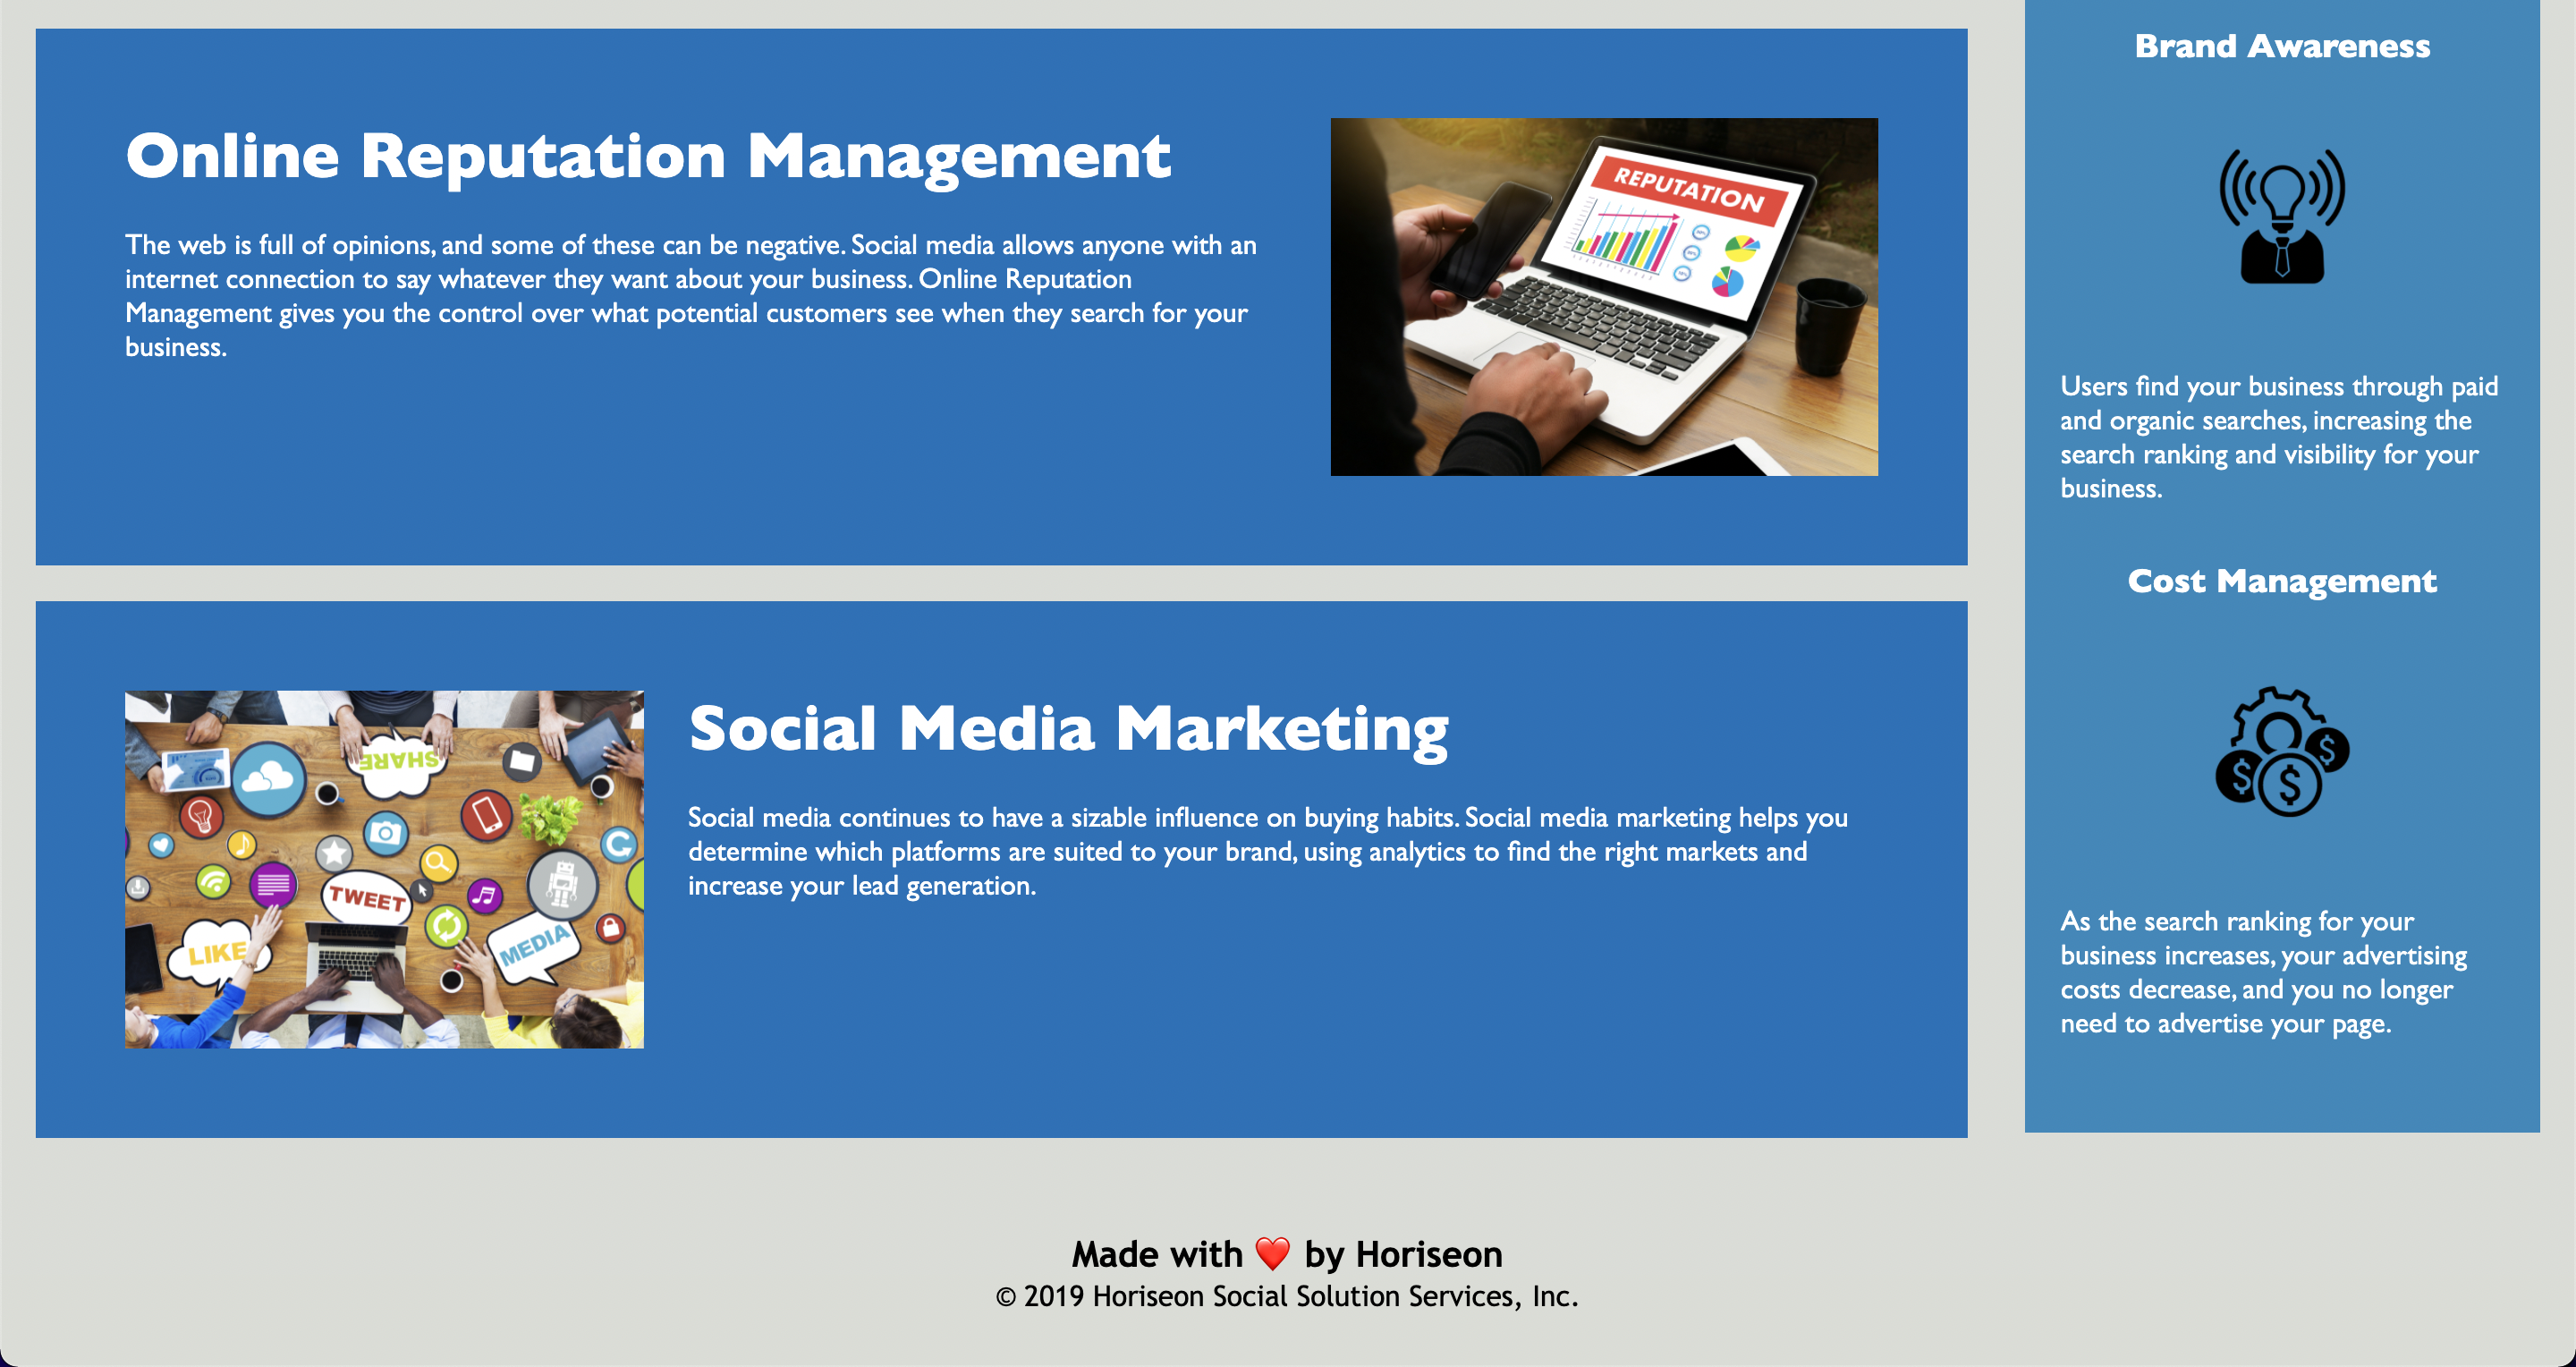 Online Reputation Management
The web is full of opinions, and some of these can be negative. Social media allows anyone with an
internet connection to say whatever they want about your business. Online Reputation
Management gives you the control over what potential customers see when they search for your
business.
REPUTATION
Social Media Marketing
Social media continues to have a sizable influence on buying habits. Social media marketing helps you
determine which platforms are suited to your brand, using analytics to find the right markets and
increase your lead generation.
SHARE
TWEET
LIKE
MEDIA
Brand Awareness
Users find your business through paid
and organic searches, increasing the
search ranking and visibility for your
business.
Cost Management
$ $ $
As the search ranking for your
business increases, your advertising
costs decrease, and you no longer
need to advertise your page.
Made with ❤️ by Horiseon
© 2019 Horiseon Social Solution Services, Inc.